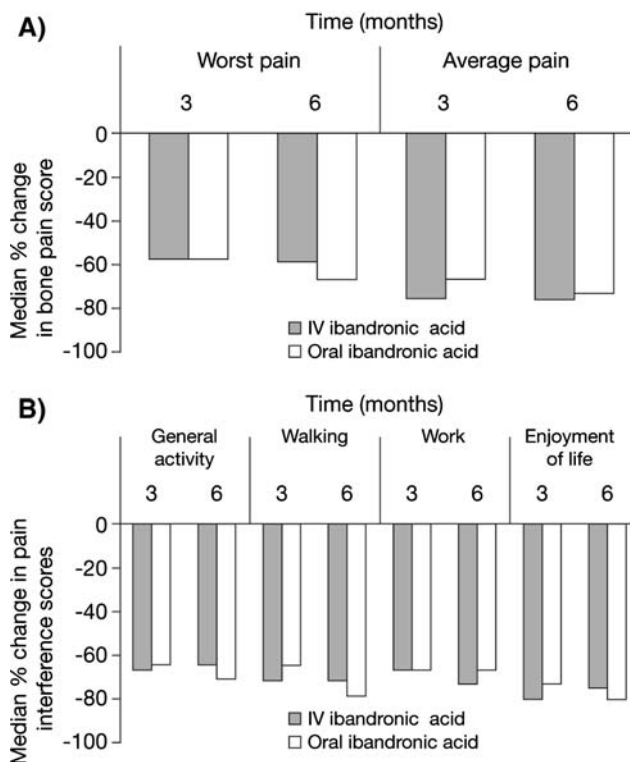 A)
Time (months)
Worst pain Average pain
3 6 3 6
Median % change
in bone pain score
0
-20
-40
-60
-80
-100
IV ibandronic acid
Oral ibandronic acid
B)
Time (months)
General
activity
Walking
Work
Enjoyment
of life
3 6 3 6 3 6 3 6
Median % change in pain
interference scores
0
-20
-40
-60
-80
-100
IV ibandronic acid
Oral ibandronic acid